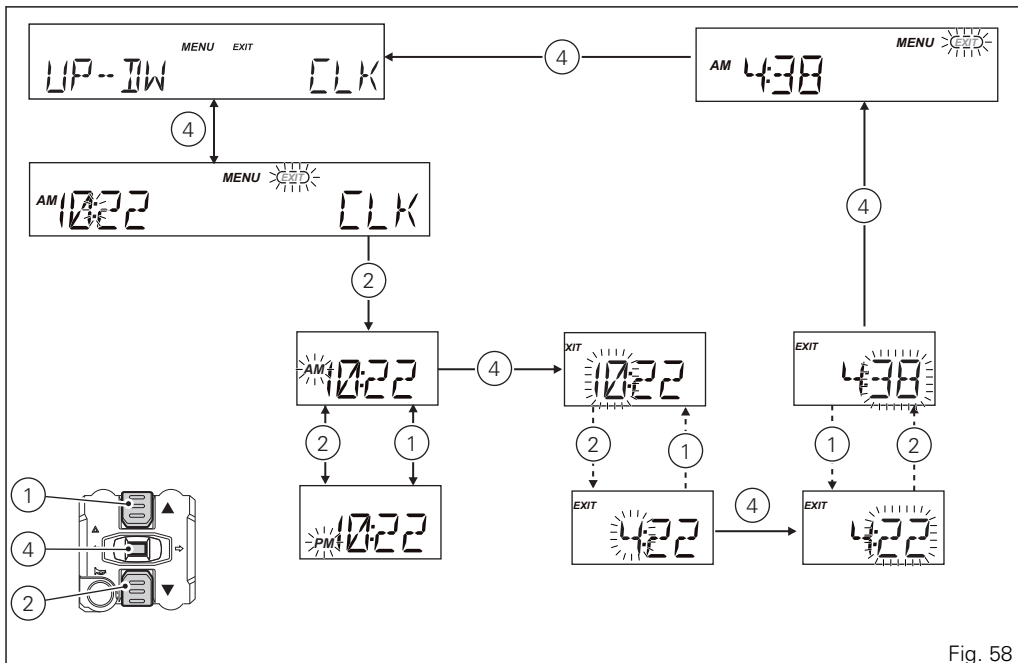 MENU EXIT
UP-DW CLK
4
MENU EXIT
AM 4:38
4
MENU EXIT
AM 10:22 CLK
2
4
AM 10:22
4
XIT
10:22
EXIT
4:38
2
1
2
1
1
2
PM 10:22
EXIT
4:22
4
EXIT
4:22
1
4
2
Fig. 58